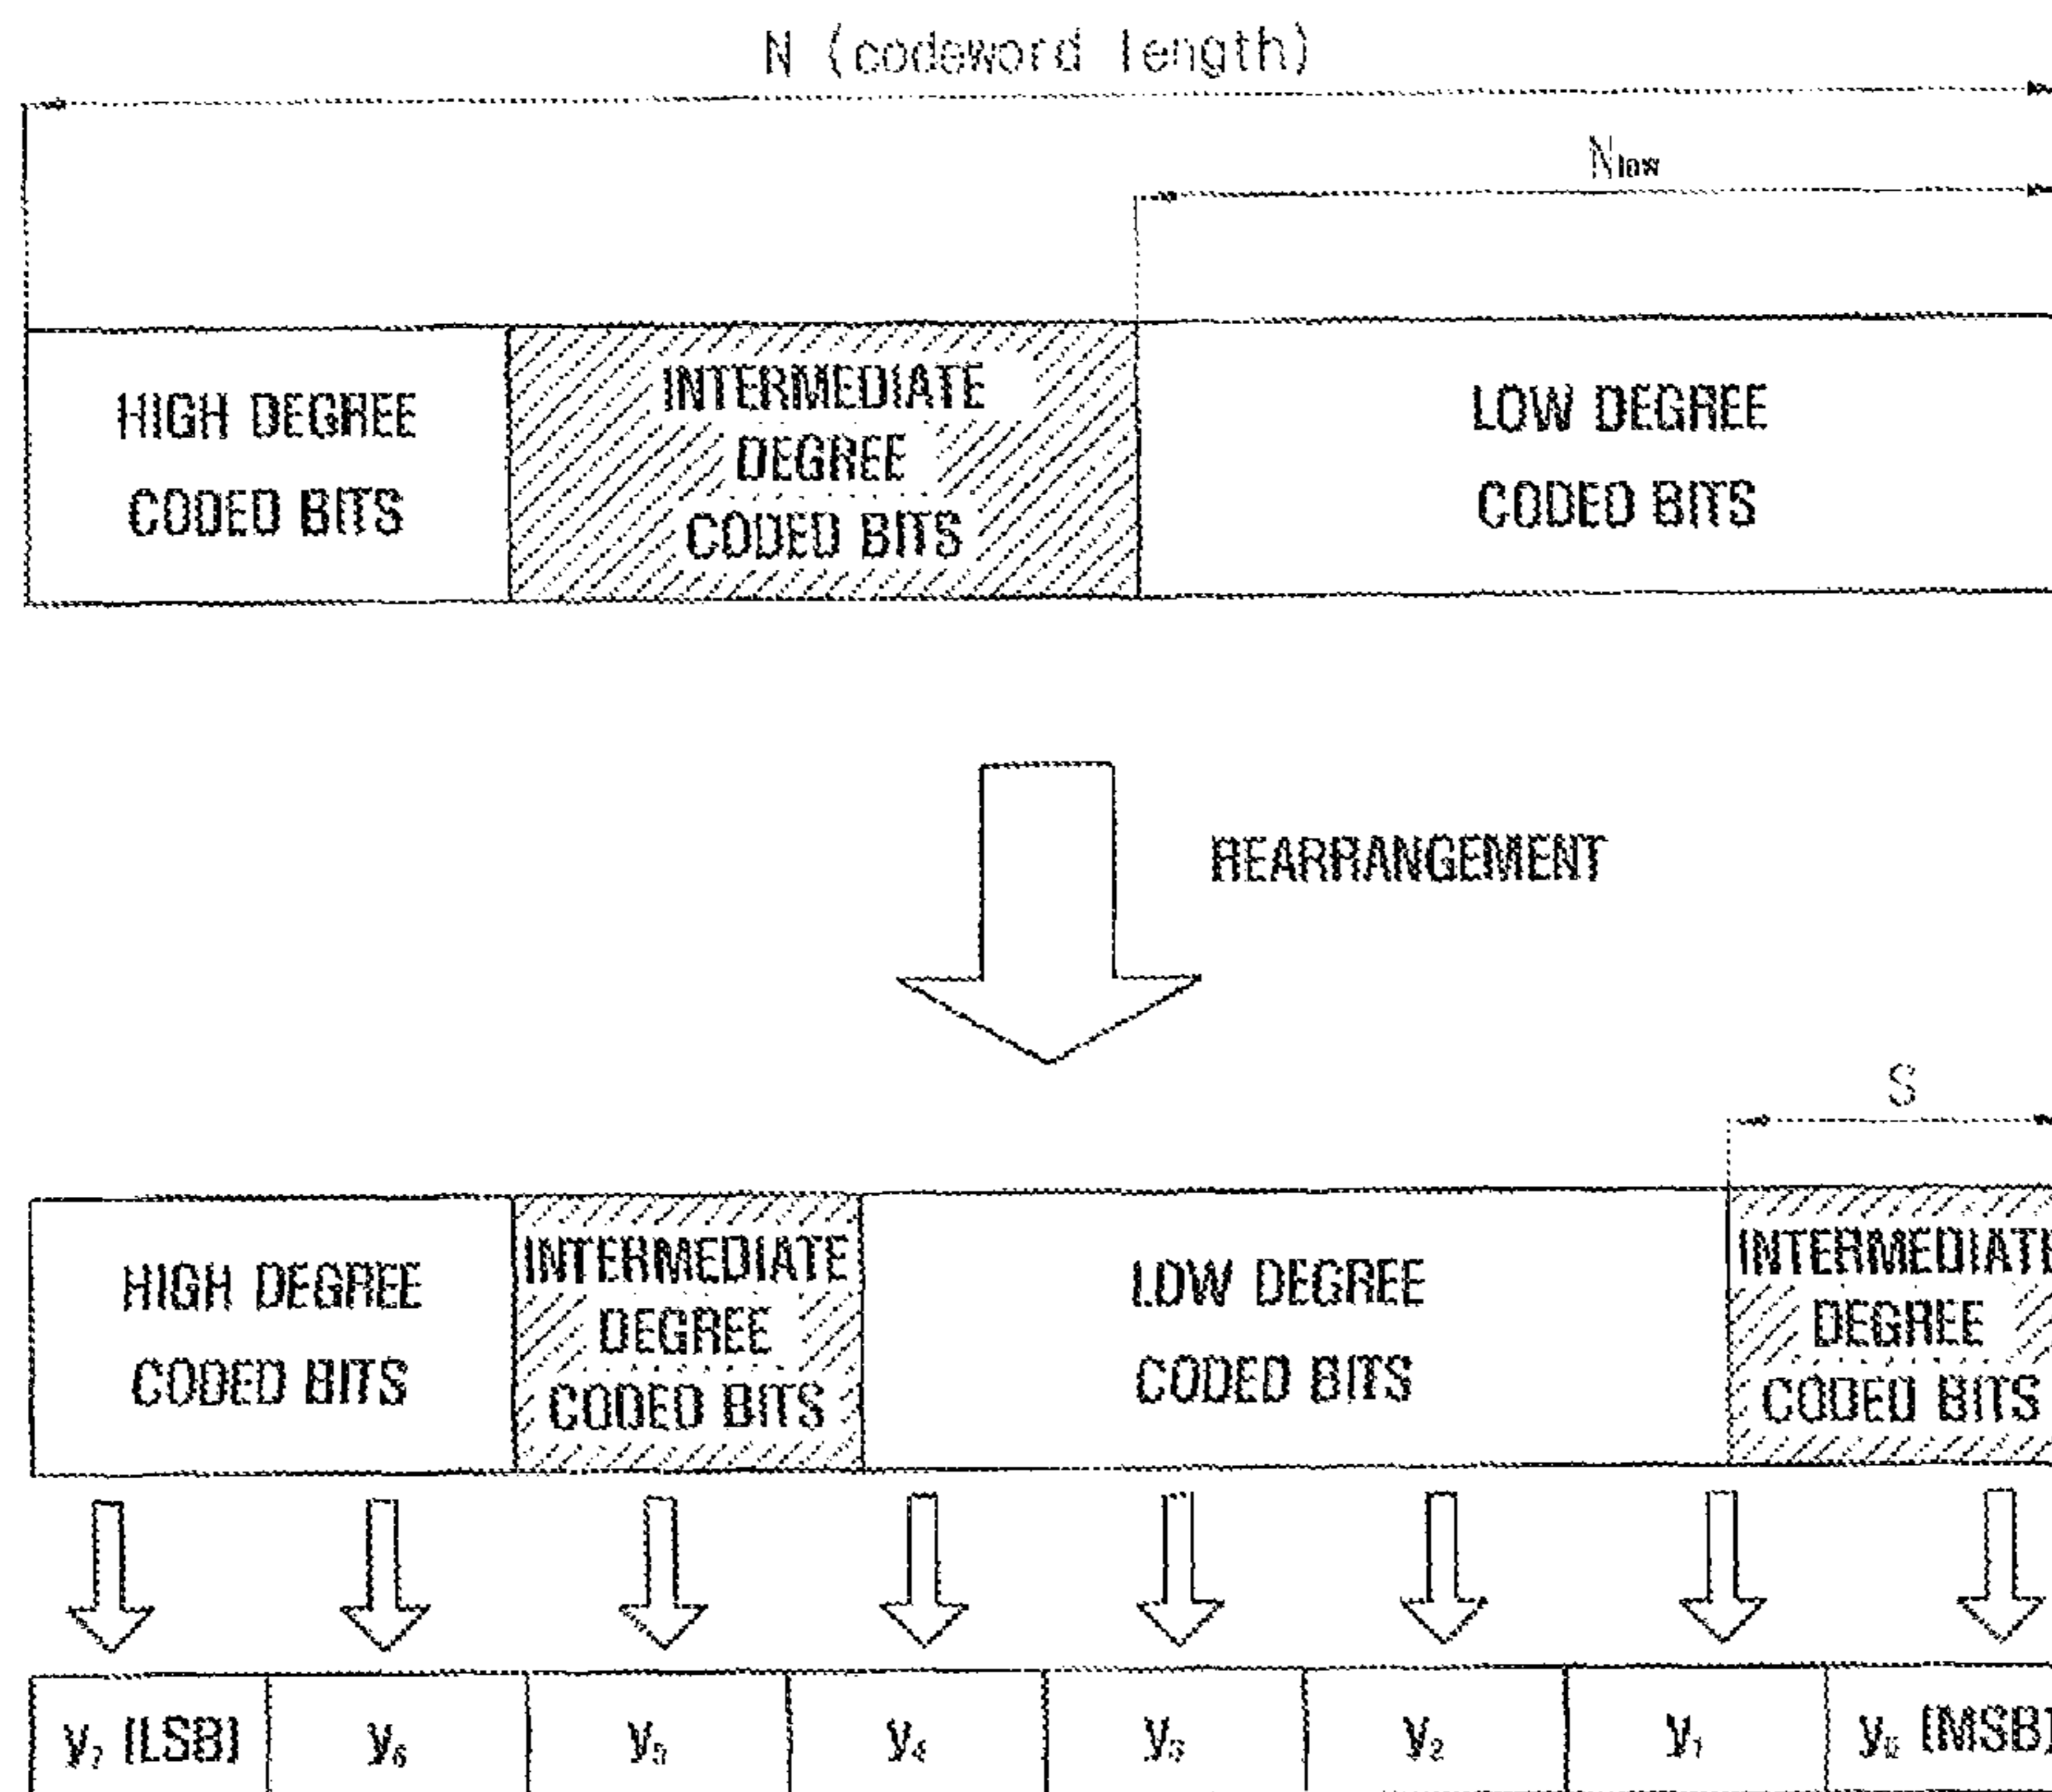 N (codeword length)
Nlow
HIGH DEGREE
CODED BITS
INTERMEDIATE
DEGREE
CODED BITS
LOW DEGREE
CODED BITS
REARRANGEMENT
S
HIGH DEGREE
CODED BITS
INTERMEDIATE
DEGREE
CODED BITS
LOW DEGREE
CODED BITS
INTERMEDIATE
DEGREE
CODED BITS
y₇ (LSB) y₆ y₅ y₄ y₃ y₂ y₁ y₀ (MSB)